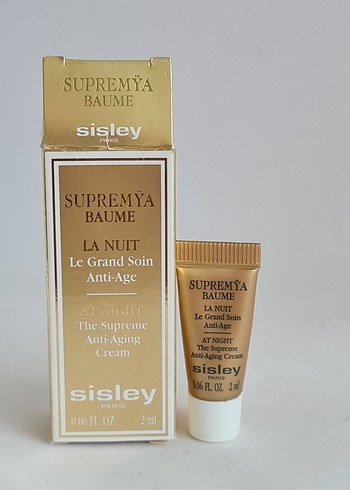 SUPREMŸA
BAUME
sisley
PARIS
SUPREMŸA
BAUME
LA NUIT
Le Grand Soin
Anti-Age
AT NIGHT
The Supreme
Anti-Aging
Cream
sisley
PARIS
0.06 FL. OZ. 2 ml
SUPREMŸA
BAUME
LA NUIT
Le Grand Soin
Anti-Age
AT NIGHT
The Supreme
Anti-Aging Cream
sisley
PARIS
0.06 FL. OZ. 2 ml